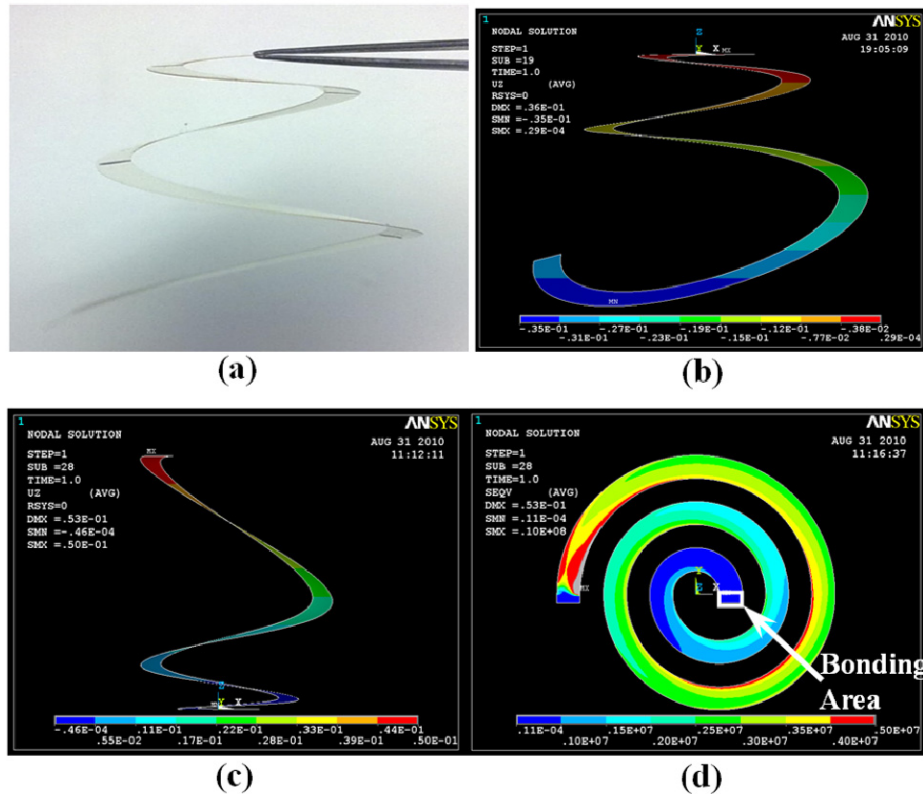 (a)
1
ANSYS
NODAL SOLUTION
AUG 31 2010
19:05:09
STEP=1
SUB =19
TIME=1.0
UZ (AVG)
RSYS=0
DMX =.36E-01
SMN =-.35E-01
SMX =.29E-04
Z
Y X MX
MN
-.35E-01 -.27E-01 -.19E-01 -.12E-01 -.38E-02
-.31E-01 -.23E-01 -.15E-01 -.77E-02 .29E-04
(b)
1
ANSYS
NODAL SOLUTION
AUG 31 2010
11:12:11
STEP=1
SUB =28
TIME=1.0
UZ (AVG)
RSYS=0
DMX =.53E-01
SMN =-.46E-04
SMX =.50E-01
MX
Z
Y X
-.46E-04 .11E-01 .22E-01 .33E-01 .44E-01
.55E-02 .17E-01 .28E-01 .39E-01 .50E-01
(c)
1
ANSYS
NODAL SOLUTION
AUG 31 2010
11:16:37
STEP=1
SUB =28
TIME=1.0
SEQV (AVG)
DMX =.53E-01
SMN =.11E-04
SMX =.10E+08
Y
X
MX
Bonding
Area
.11E-04 .15E+07 .25E+07 .35E+07 .50E+07
.10E+07 .20E+07 .30E+07 .40E+07
(d)